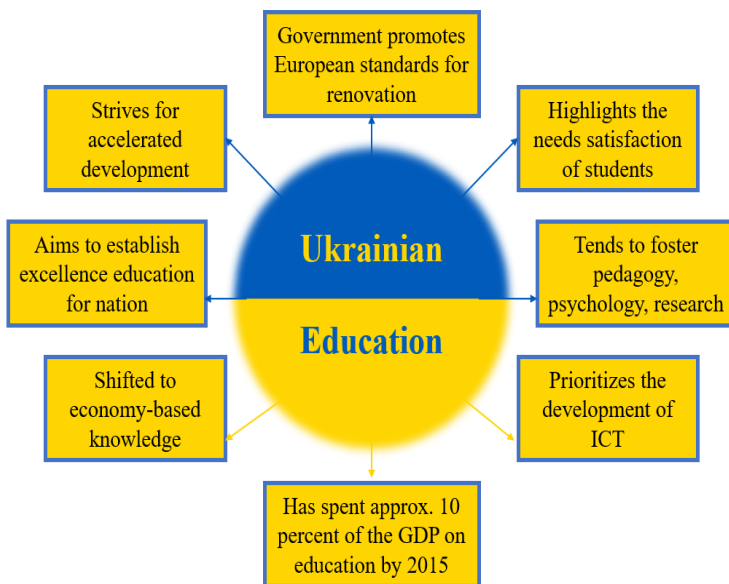 Government promotes
European standards for
renovation
Strives for
accelerated
development
Highlights the
needs satisfaction
of students
Aims to establish
excellence education
for nation
Ukrainian
Education
Tends to foster
pedagogy,
psychology, research
Shifted to
economy-based
knowledge
Prioritizes the
development of
ICT
Has spent approx. 10
percent of the GDP on
education by 2015